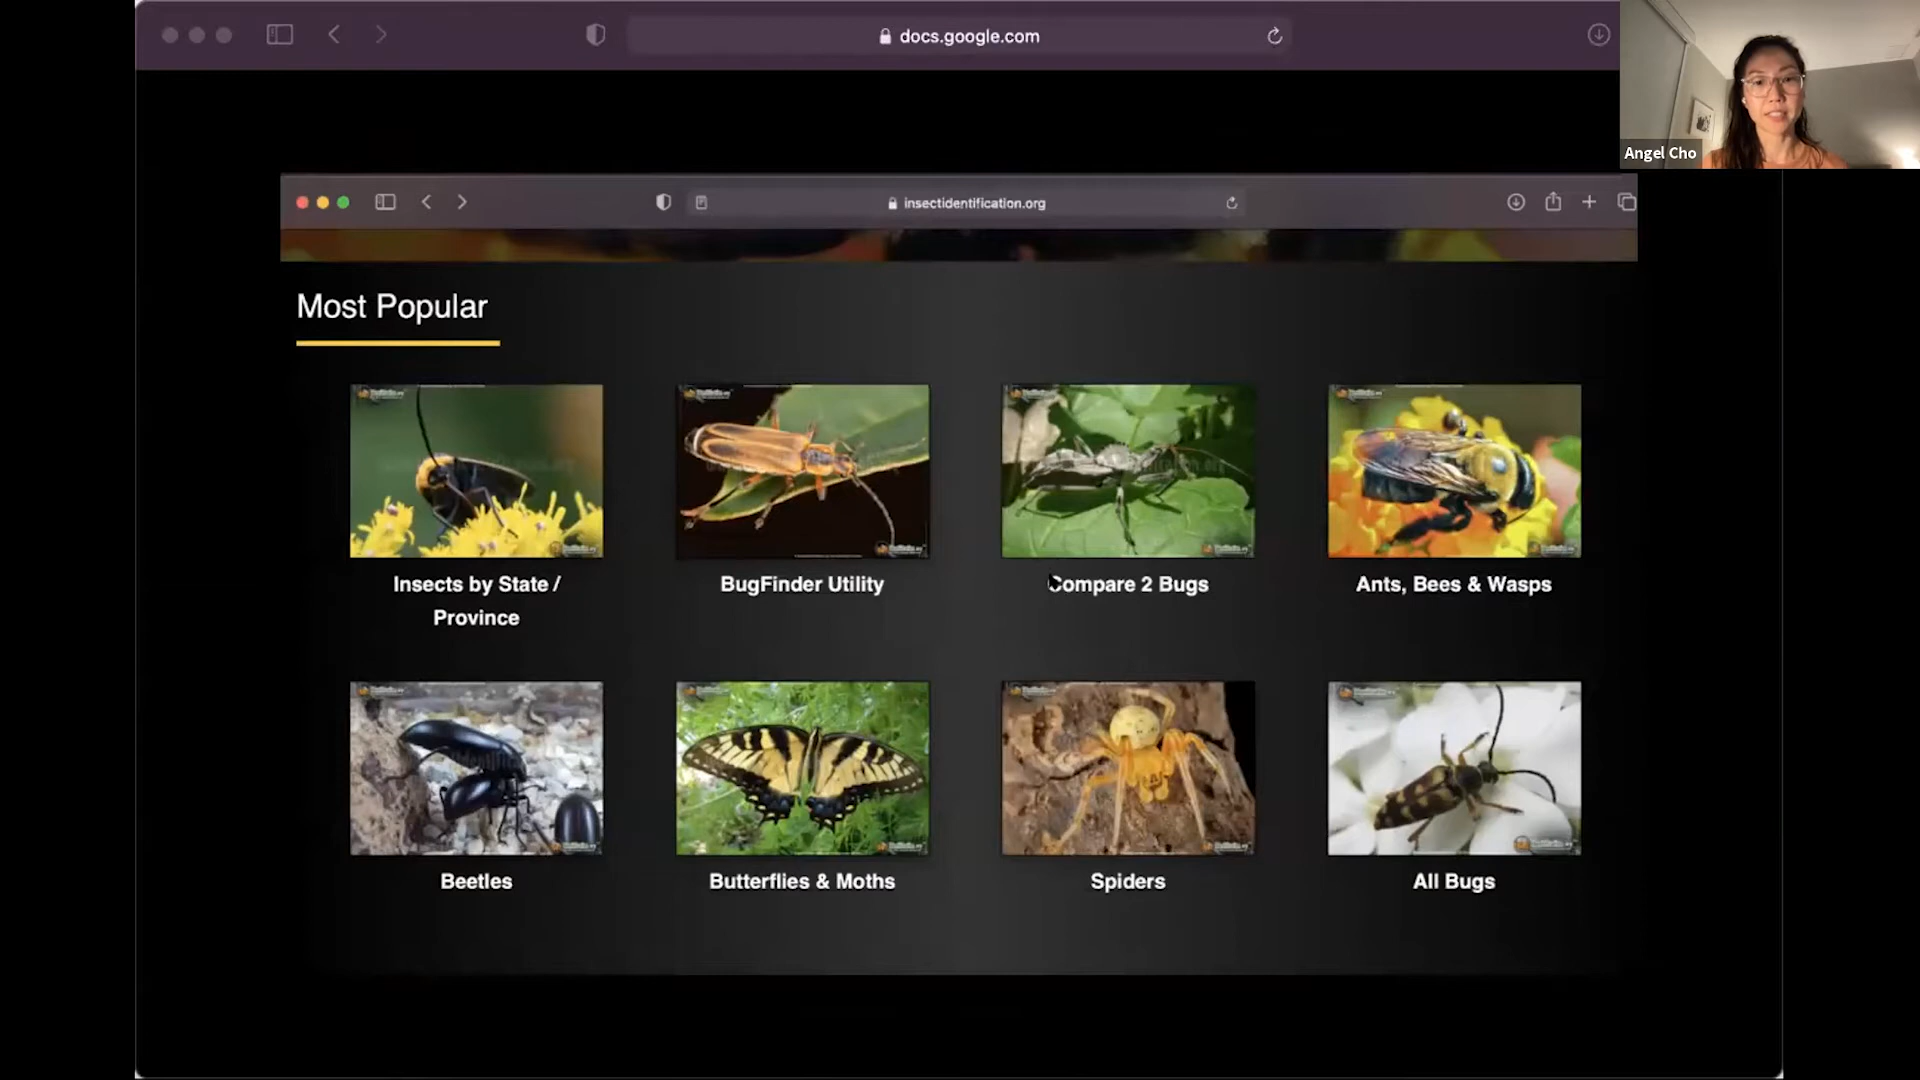 docs.google.com
Angel Cho
insectidentification.org
Most Popular
Insects by State /
Province
BugFinder Utility
Compare 2 Bugs
Ants, Bees & Wasps
Beetles
Butterflies & Moths
Spiders
All Bugs